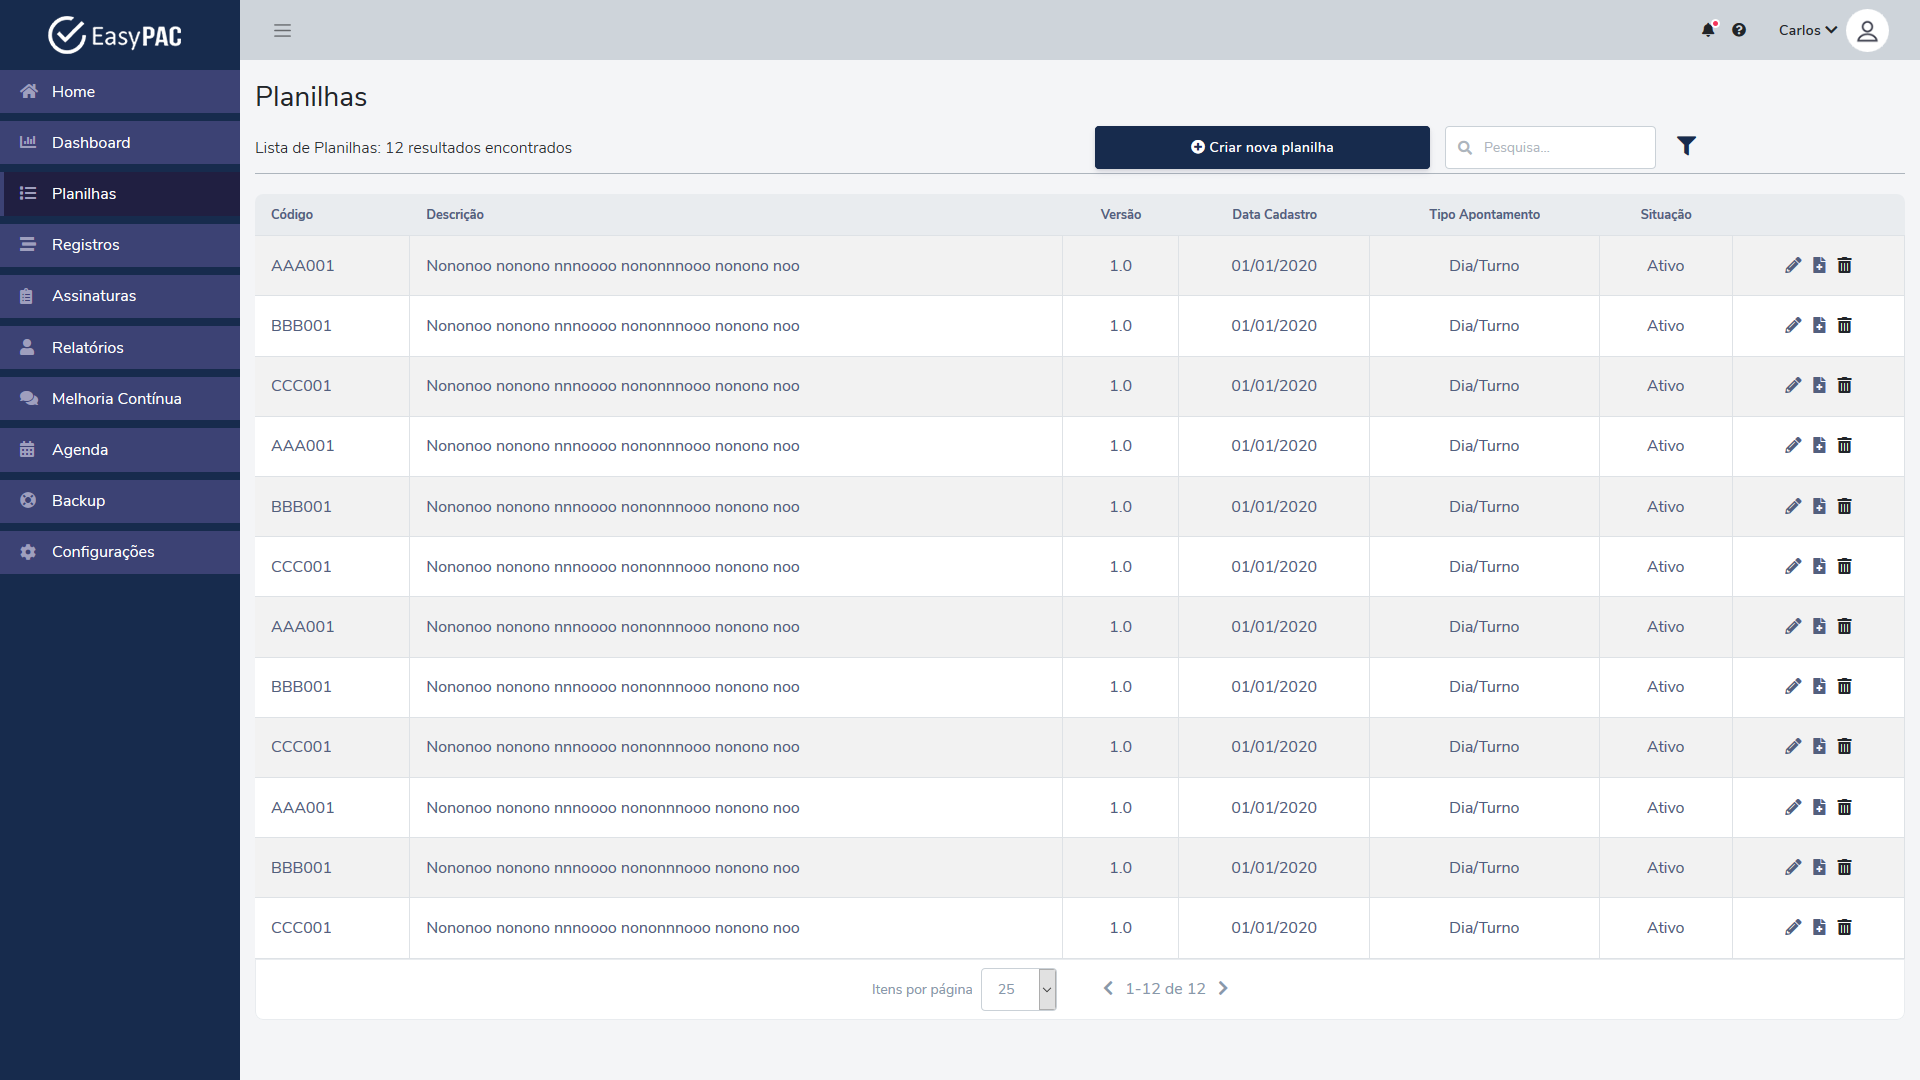 EasyPAC
Carlos
Home
Dashboard
Planilhas
Registros
Assinaturas
Relatórios
Melhoria Contínua
Agenda
Backup
Configurações
Planilhas
Lista de Planilhas: 12 resultados encontrados
Criar nova planilha
Pesquisa...
Código Descrição Versão Data Cadastro Tipo Apontamento Situação
AAA001 Nononoo nonono nnnoooo nononnnooo nonono noo 1.0 01/01/2020 Dia/Turno Ativo
BBB001 Nononoo nonono nnnoooo nononnnooo nonono noo 1.0 01/01/2020 Dia/Turno Ativo
CCC001 Nononoo nonono nnnoooo nononnnooo nonono noo 1.0 01/01/2020 Dia/Turno Ativo
AAA001 Nononoo nonono nnnoooo nononnnooo nonono noo 1.0 01/01/2020 Dia/Turno Ativo
BBB001 Nononoo nonono nnnoooo nononnnooo nonono noo 1.0 01/01/2020 Dia/Turno Ativo
CCC001 Nononoo nonono nnnoooo nononnnooo nonono noo 1.0 01/01/2020 Dia/Turno Ativo
AAA001 Nononoo nonono nnnoooo nononnnooo nonono noo 1.0 01/01/2020 Dia/Turno Ativo
BBB001 Nononoo nonono nnnoooo nononnnooo nonono noo 1.0 01/01/2020 Dia/Turno Ativo
CCC001 Nononoo nonono nnnoooo nononnnooo nonono noo 1.0 01/01/2020 Dia/Turno Ativo
AAA001 Nononoo nonono nnnoooo nononnnooo nonono noo 1.0 01/01/2020 Dia/Turno Ativo
BBB001 Nononoo nonono nnnoooo nononnnooo nonono noo 1.0 01/01/2020 Dia/Turno Ativo
CCC001 Nononoo nonono nnnoooo nononnnooo nonono noo 1.0 01/01/2020 Dia/Turno Ativo
Itens por página 25 1-12 de 12